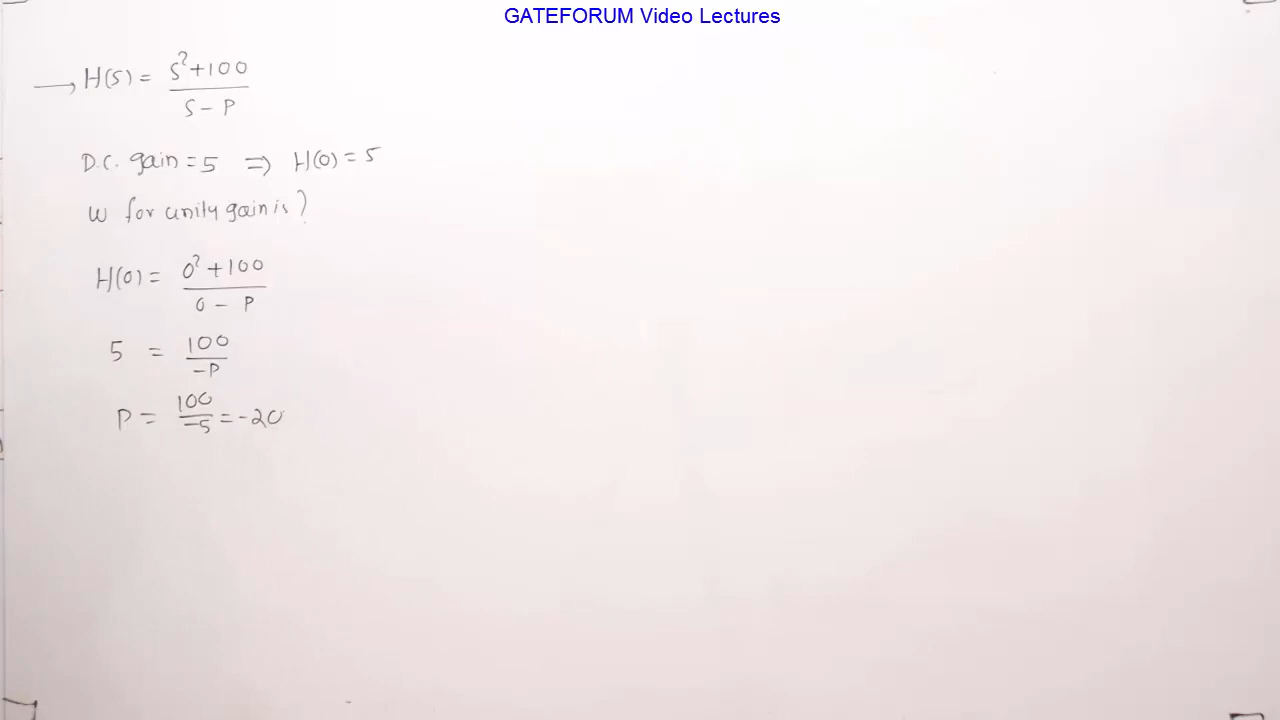 GATEFORUM Video Lectures
→ H(s) = (s²+100)/(s-P)
D.C. gain = 5 ⇒ H(0) = 5
W for unity gain is ?
H(0) = (0²+100)/(0-P)
5 = 100/-P
P = 100/-5 = -20